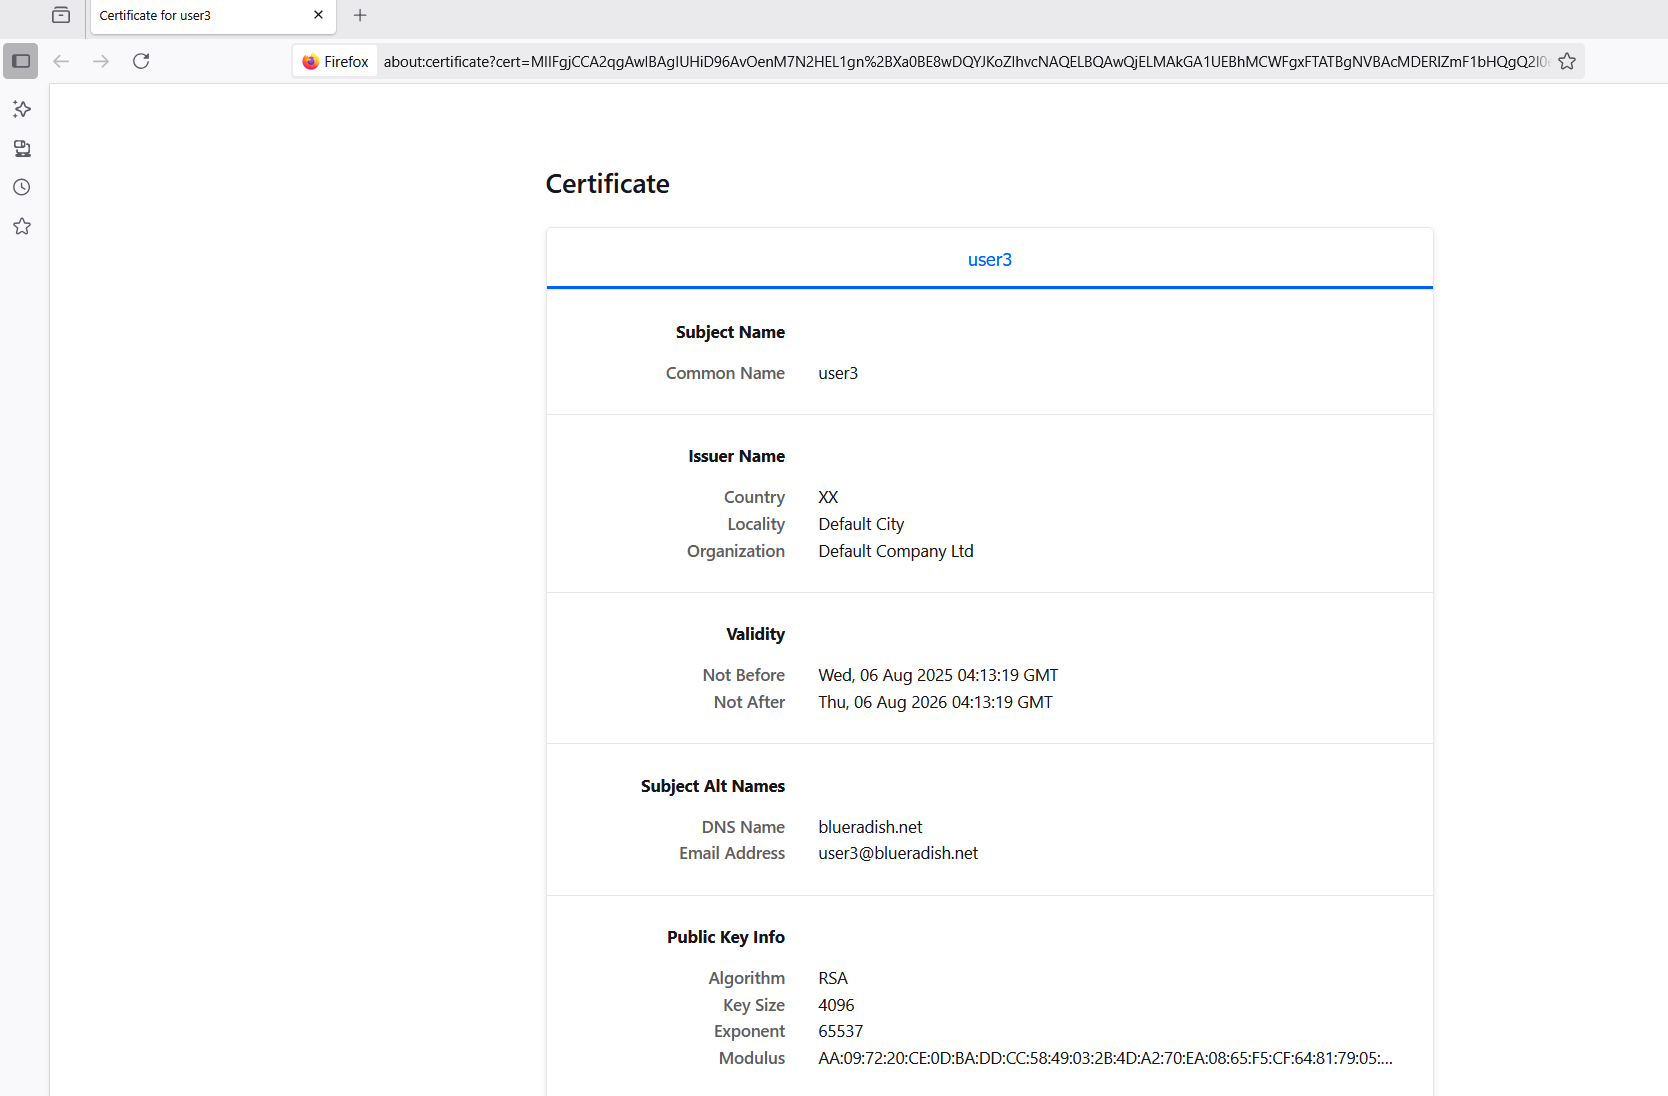 Certificate for user3
Firefox about:certificate?cert=MIIFgjCCA2qgAwIBAgIUHiD96AvOenM7N2HEL1gn%2BXa0BE8wDQYJKoZIhvcNAQELBQAwQjELMAkGA1UEBhMCWFgxFTATBgNVBAcMDERlZmF1bHQgQ2l0
Certificate
user3
Subject Name
Common Name user3
Issuer Name
Country XX
Locality Default City
Organization Default Company Ltd
Validity
Not Before Wed, 06 Aug 2025 04:13:19 GMT
Not After Thu, 06 Aug 2026 04:13:19 GMT
Subject Alt Names
DNS Name blueradish.net
Email Address user3@blueradish.net
Public Key Info
Algorithm RSA
Key Size 4096
Exponent 65537
Modulus AA:09:72:20:CE:0D:BA:DD:CC:58:49:03:2B:4D:A2:70:EA:08:65:F5:CF:64:81:79:05:...